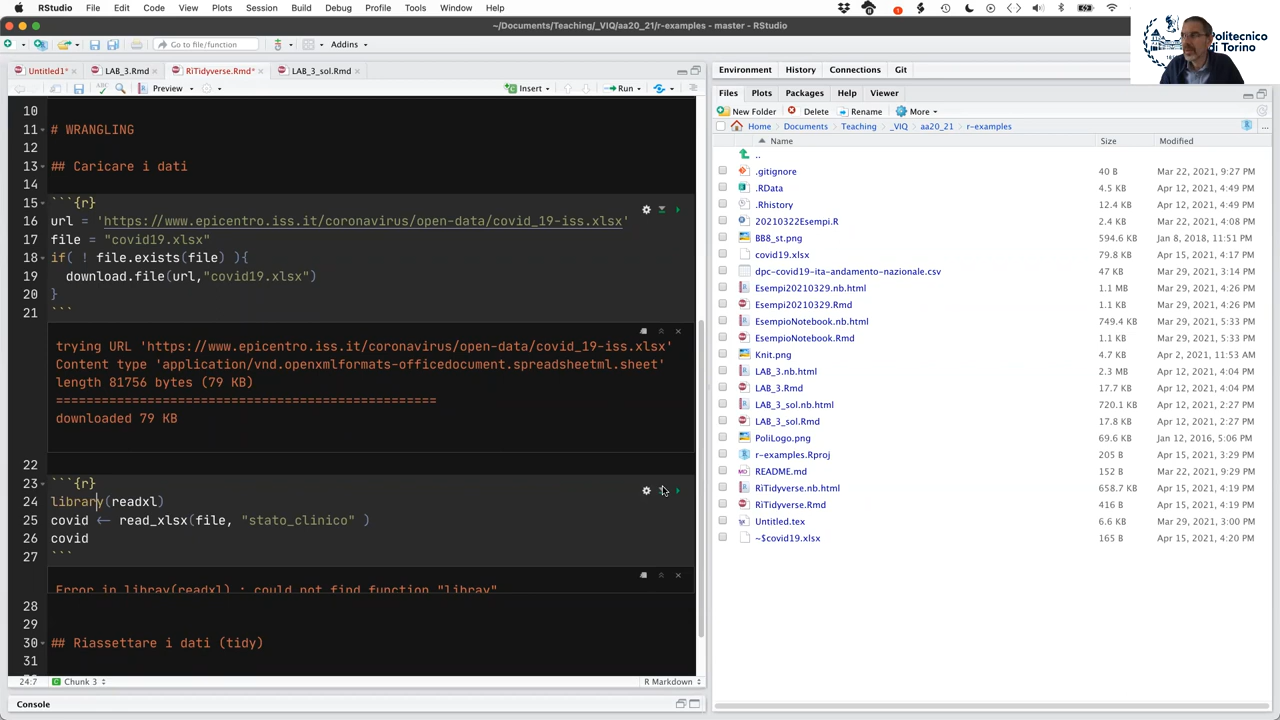 RStudio File Edit Code View Plots Session Build Debug Profile Tools Window Help
~/Documents/Teaching/_VIQ/aa20_21/r-examples - master - RStudio
Politecnico
di Torino
Go to file/function Addins
Untitled1* LAB_3.Rmd RiTidyverse.Rmd* LAB_3_sol.Rmd
Preview Insert Run
10
11 # WRANGLING
12
13 ## Caricare i dati
14
15 ```{r}
16 url = 'https://www.epicentro.iss.it/coronavirus/open-data/covid_19-iss.xlsx'
17 file = "covid19.xlsx"
18 if( ! file.exists(file) ){
19 download.file(url,"covid19.xlsx")
20 }
21 ```
trying URL 'https://www.epicentro.iss.it/coronavirus/open-data/covid_19-iss.xlsx'
Content type 'application/vnd.openxmlformats-officedocument.spreadsheetml.sheet'
length 81756 bytes (79 KB)
==================================================
downloaded 79 KB
22
23 ```{r}
24 library(readxl)
25 covid <- read_xlsx(file, "stato_clinico" )
26 covid
27 ```
Error in libray(readxl) : could not find function "libray"
28
29
30 ## Riassettare i dati (tidy)
31
24:7 Chunk 3 R Markdown
Console
Environment History Connections Git
Files Plots Packages Help Viewer
New Folder Delete Rename More
Home Documents Teaching _VIQ aa20_21 r-examples ...
Name Size Modified
..
.gitignore 40 B Mar 22, 2021, 9:27 PM
.RData 4.5 KB Apr 12, 2021, 4:49 PM
.Rhistory 12.4 KB Apr 12, 2021, 4:49 PM
20210322Esempi.R 2.4 KB Mar 22, 2021, 4:08 PM
BB8_st.png 594.6 KB Jan 8, 2018, 11:51 PM
covid19.xlsx 79.8 KB Apr 15, 2021, 4:17 PM
dpc-covid19-ita-andamento-nazionale.csv 47 KB Mar 29, 2021, 3:14 PM
Esempi20210329.nb.html 1.1 MB Mar 29, 2021, 4:26 PM
Esempi20210329.Rmd 1.1 KB Mar 29, 2021, 4:26 PM
EsempioNotebook.nb.html 749.4 KB Mar 29, 2021, 5:33 PM
EsempioNotebook.Rmd 1.1 KB Mar 29, 2021, 5:33 PM
Knit.png 4.7 KB Apr 2, 2021, 11:53 AM
LAB_3.nb.html 2.3 MB Apr 12, 2021, 4:04 PM
LAB_3.Rmd 17.7 KB Apr 12, 2021, 4:04 PM
LAB_3_sol.nb.html 720.1 KB Apr 12, 2021, 2:27 PM
LAB_3_sol.Rmd 17.8 KB Apr 12, 2021, 2:27 PM
PoliLogo.png 69.6 KB Jan 12, 2016, 5:06 PM
r-examples.Rproj 205 B Apr 15, 2021, 3:29 PM
README.md 152 B Mar 22, 2021, 9:29 PM
RiTidyverse.nb.html 658.7 KB Apr 15, 2021, 4:19 PM
RiTidyverse.Rmd 416 B Apr 15, 2021, 4:19 PM
Untitled.tex 6.6 KB Mar 29, 2021, 3:00 PM
~$covid19.xlsx 165 B Apr 15, 2021, 4:20 PM